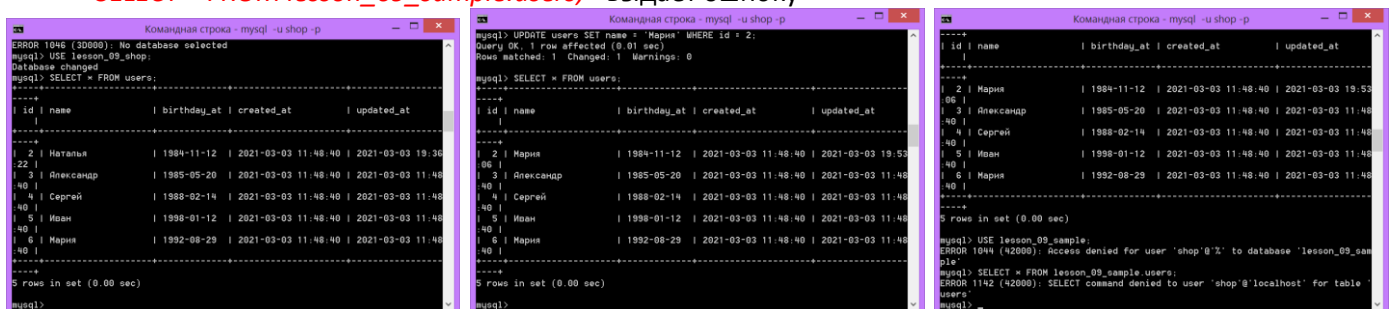 SELECT * FROM lesson_09_sample.users; - выдает ошибку
Командная строка - mysql -u shop -p
ERROR 1046 (3D000): No database selected
mysql> USE lesson_09_shop;
Database changed
mysql> SELECT * FROM users;
+----+--------------------+-------------+---------------------+---------------------
----+
| id | name | birthday_at | created_at | updated_at
|
+----+--------------------+-------------+---------------------+---------------------
----+
| 2 | Наталья | 1984-11-12 | 2021-03-03 11:48:40 | 2021-03-03 19:36
:22 |
| 3 | Александр | 1985-05-20 | 2021-03-03 11:48:40 | 2021-03-03 11:48
:40 |
| 4 | Сергей | 1988-02-14 | 2021-03-03 11:48:40 | 2021-03-03 11:48
:40 |
| 5 | Иван | 1998-01-12 | 2021-03-03 11:48:40 | 2021-03-03 11:48
:40 |
| 6 | Мария | 1992-08-29 | 2021-03-03 11:48:40 | 2021-03-03 11:48
:40 |
+----+--------------------+-------------+---------------------+---------------------
----+
5 rows in set (0.00 sec)
mysql>
Командная строка - mysql -u shop -p
mysql> UPDATE users SET name = 'Мария' WHERE id = 2;
Query OK, 1 row affected (0.01 sec)
Rows matched: 1 Changed: 1 Warnings: 0
mysql> SELECT * FROM users;
+----+--------------------+-------------+---------------------+---------------------
----+
| id | name | birthday_at | created_at | updated_at
|
+----+--------------------+-------------+---------------------+---------------------
----+
| 2 | Мария | 1984-11-12 | 2021-03-03 11:48:40 | 2021-03-03 19:53
:06 |
| 3 | Александр | 1985-05-20 | 2021-03-03 11:48:40 | 2021-03-03 11:48
:40 |
| 4 | Сергей | 1988-02-14 | 2021-03-03 11:48:40 | 2021-03-03 11:48
:40 |
| 5 | Иван | 1998-01-12 | 2021-03-03 11:48:40 | 2021-03-03 11:48
:40 |
| 6 | Мария | 1992-08-29 | 2021-03-03 11:48:40 | 2021-03-03 11:48
:40 |
+----+--------------------+-------------+---------------------+---------------------
----+
5 rows in set (0.00 sec)
mysql>
Командная строка - mysql -u shop -p
----+
| id | name | birthday_at | created_at | updated_at
|
+----+--------------------+-------------+---------------------+---------------------
----+
| 2 | Мария | 1984-11-12 | 2021-03-03 11:48:40 | 2021-03-03 19:53
:06 |
| 3 | Александр | 1985-05-20 | 2021-03-03 11:48:40 | 2021-03-03 11:48
:40 |
| 4 | Сергей | 1988-02-14 | 2021-03-03 11:48:40 | 2021-03-03 11:48
:40 |
| 5 | Иван | 1998-01-12 | 2021-03-03 11:48:40 | 2021-03-03 11:48
:40 |
| 6 | Мария | 1992-08-29 | 2021-03-03 11:48:40 | 2021-03-03 11:48
:40 |
+----+--------------------+-------------+---------------------+---------------------
----+
5 rows in set (0.00 sec)
mysql> USE lesson_09_sample;
ERROR 1044 (42000): Access denied for user 'shop'@'%' to database 'lesson_09_sam
ple'
mysql> SELECT * FROM lesson_09_sample.users;
ERROR 1142 (42000): SELECT command denied to user 'shop'@'localhost' for table '
users'
mysql> _